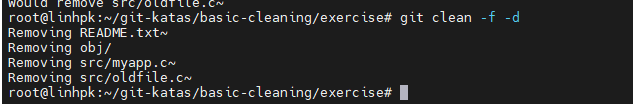 Would remove src/oldfile.c~
root@linhpk:~/git-katas/basic-cleaning/exercise# git clean -f -d
Removing README.txt~
Removing obj/
Removing src/myapp.c~
Removing src/oldfile.c~
root@linhpk:~/git-katas/basic-cleaning/exercise#